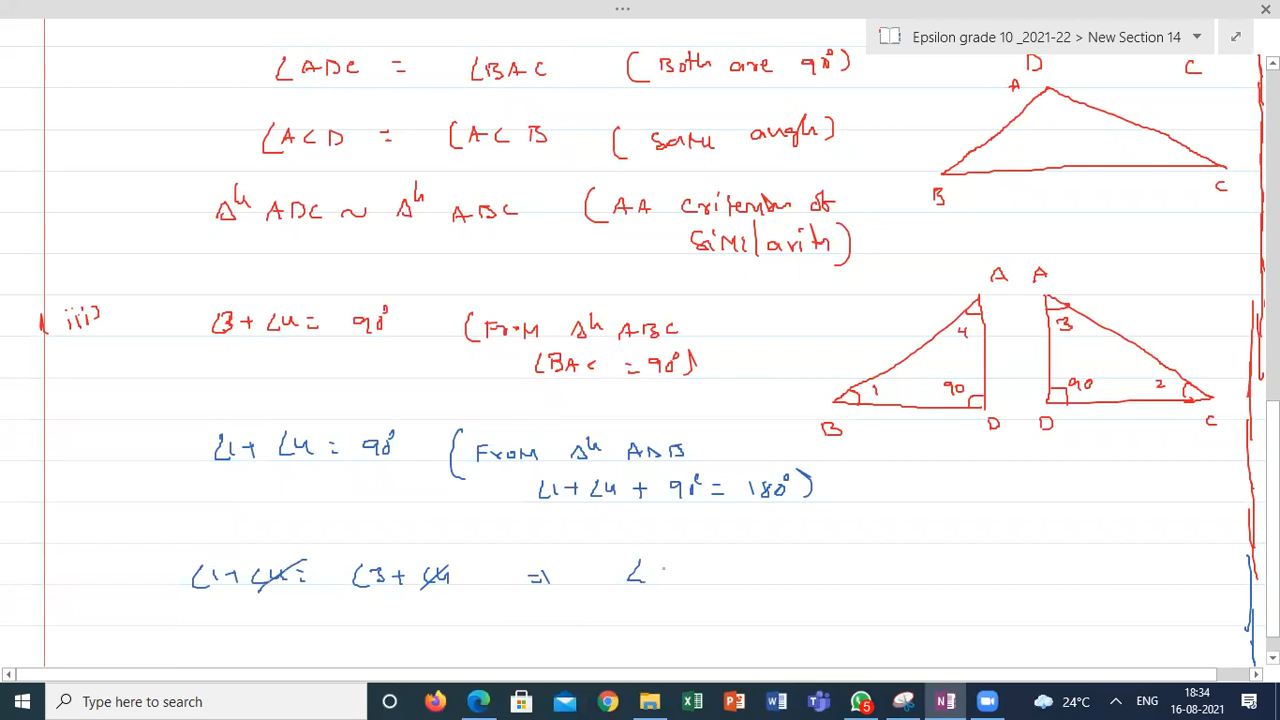 Epsilon grade 10 _2021-22 > New Section 14
∠ADC = ∠BAC (Both are 90°)
∠ACD = ∠ACB (Same angle)
Δle ADC ~ Δle ABC (AA criterion of
similarity)
D C
A
B C
iii)
∠3 + ∠4 = 90° (From Δle ABC
∠BAC = 90°)
A A
4 3
1 90 90 2
B D D C
∠1 + ∠4 = 90° (From Δle ADB
∠1 + ∠4 + 90° = 180°)
∠1 + ∠4 = ∠3 + ∠4 ⇒ ∠
Type here to search
5
24°C
ENG
18:34
16-08-2021